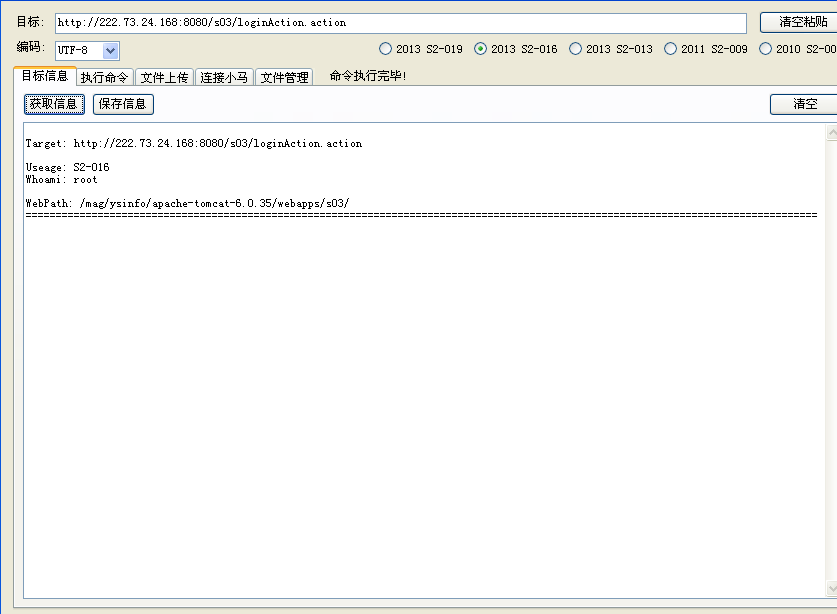 目标: http://222.73.24.168:8080/s03/loginAction.action 清空粘贴
编码: UTF-8 2013 S2-019 2013 S2-016 2013 S2-013 2011 S2-009 2010 S2-00
目标信息 执行命令 文件上传 连接小马 文件管理 命令执行完毕!
获取信息 保存信息 清空
Target: http://222.73.24.168:8080/s03/loginAction.action
Useage: S2-016
Whoami: root
WebPath: /mag/ysinfo/apache-tomcat-6.0.35/webapps/s03/
====================================================================================================================================